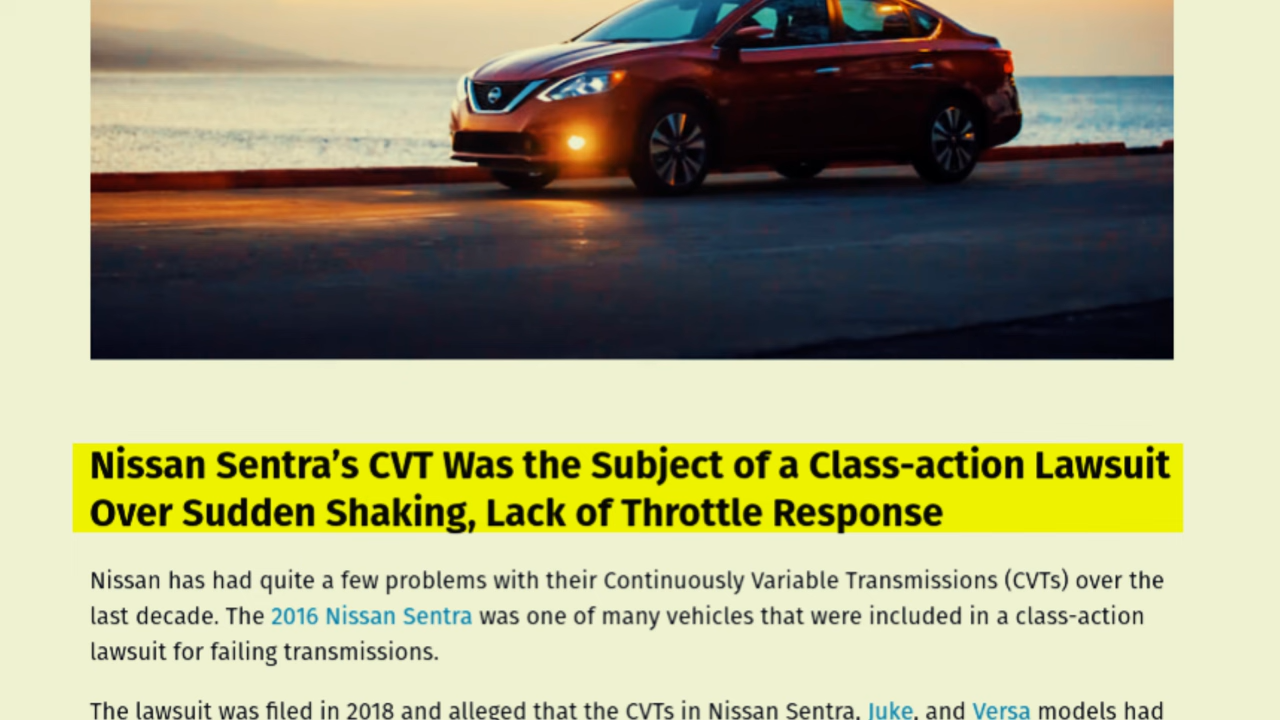 Nissan Sentra’s CVT Was the Subject of a Class-action Lawsuit
Over Sudden Shaking, Lack of Throttle Response
Nissan has had quite a few problems with their Continuously Variable Transmissions (CVTs) over the
last decade. The 2016 Nissan Sentra was one of many vehicles that were included in a class-action
lawsuit for failing transmissions.
The lawsuit was filed in 2018 and alleged that the CVTs in Nissan Sentra, Juke, and Versa models had